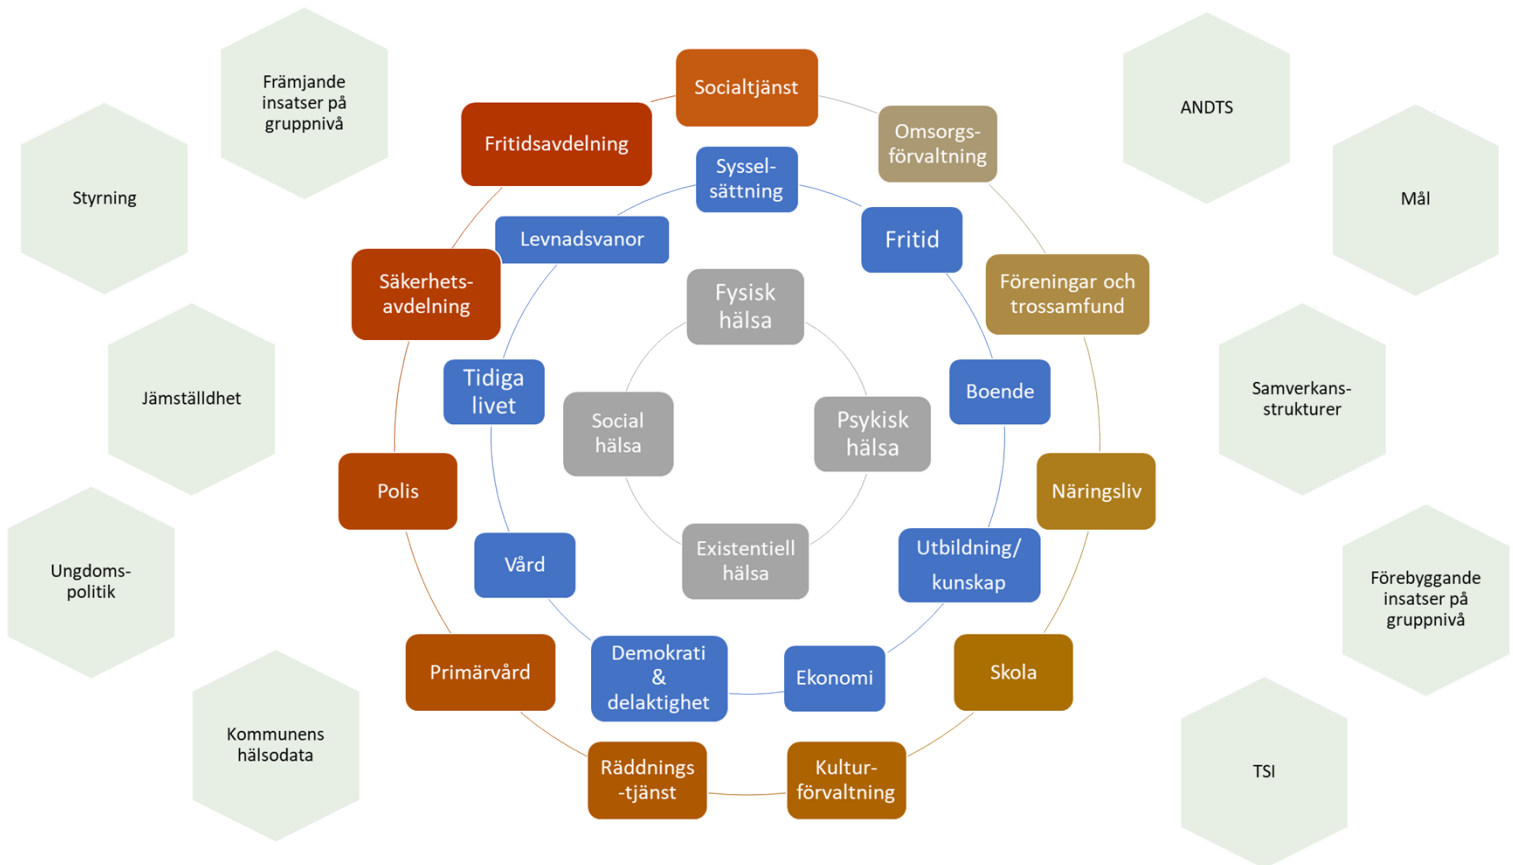 Främjande
insatser på
gruppnivå
Styrning
Jämställdhet
Ungdoms-
politik
Kommunens
hälsodata
Socialtjänst
Omsorgs-
förvaltning
Föreningar och
trossamfund
Näringsliv
Skola
Kultur-
förvaltning
Räddnings
-tjänst
Primärvård
Polis
Säkerhets-
avdelning
Fritidsavdelning
Syssel-
sättning
Fritid
Boende
Utbildning/
kunskap
Ekonomi
Demokrati
&
delaktighet
Vård
Tidiga
livet
Levnadsvanor
Fysisk
hälsa
Psykisk
hälsa
Existentiell
hälsa
Social
hälsa
ANDTS
Mål
Samverkans-
strukturer
Förebyggande
insatser på
gruppnivå
TSI